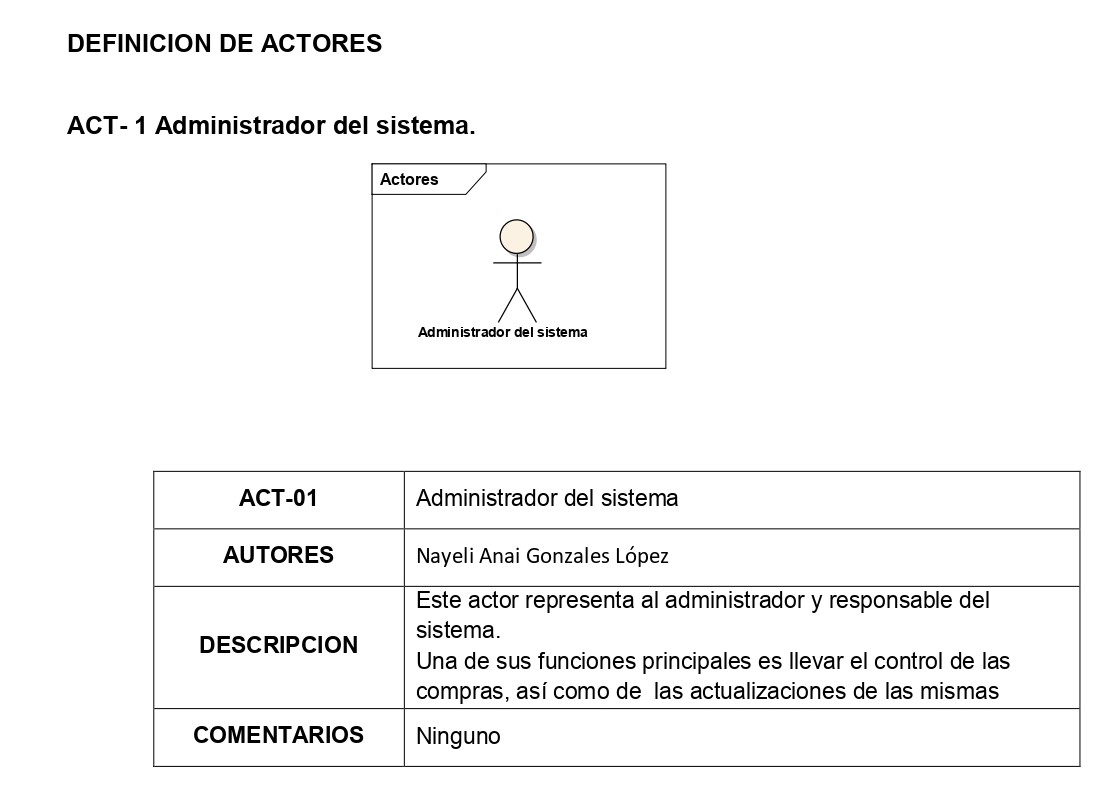 DEFINICION DE ACTORES
ACT- 1 Administrador del sistema.
Actores
Administrador del sistema
ACT-01 Administrador del sistema
AUTORES Nayeli Anai Gonzales López
DESCRIPCION
Este actor representa al administrador y responsable del
sistema.
Una de sus funciones principales es llevar el control de las
compras, así como de  las actualizaciones de las mismas
COMENTARIOS Ninguno